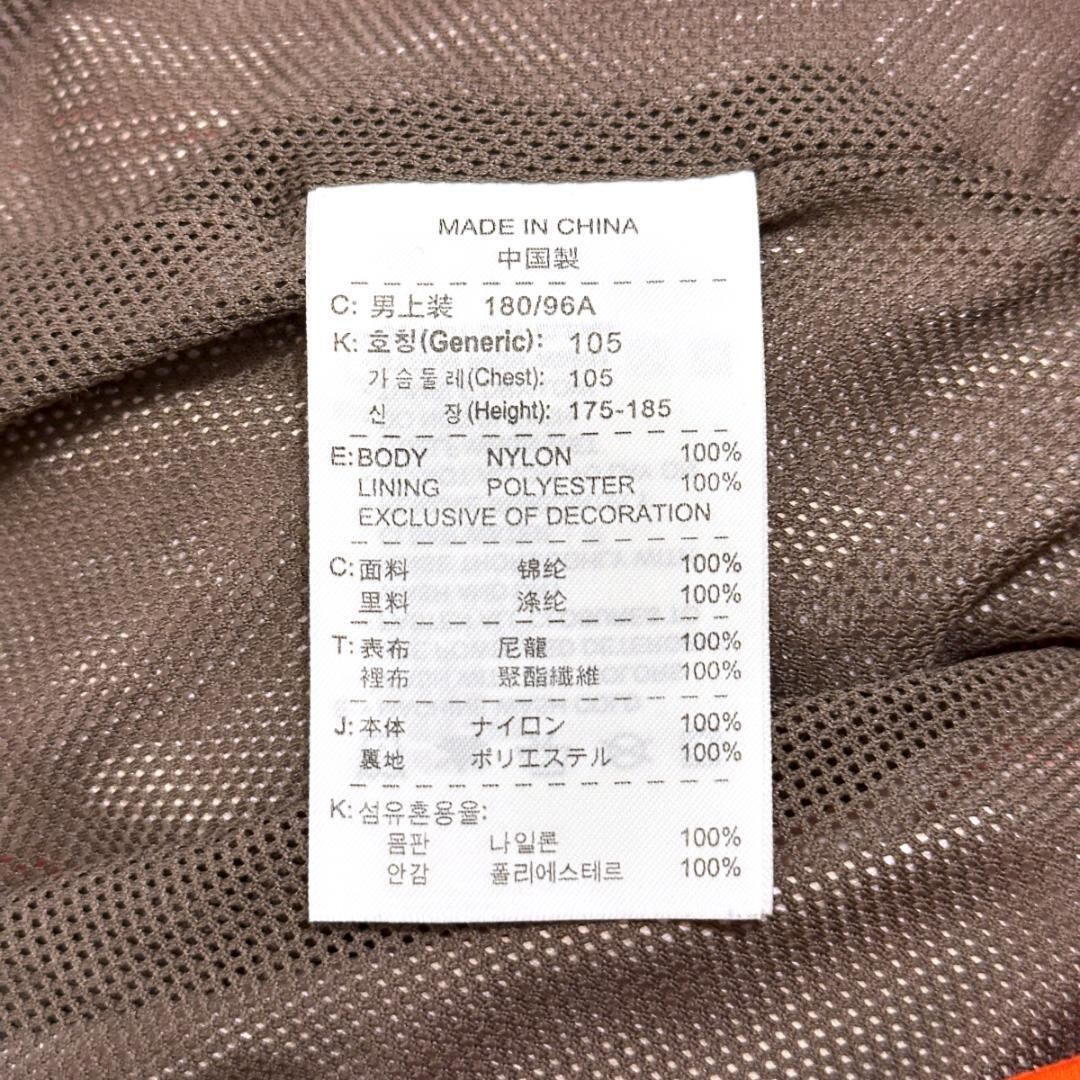 MADE IN CHINA
中国製
C: 男上装 180/96A
K: 호칭(Generic): 105
가슴둘레(Chest): 105
신 장(Height): 175-185
E: BODY NYLON 100%
LINING POLYESTER 100%
EXCLUSIVE OF DECORATION
C: 面料 锦纶 100%
里料 涤纶 100%
T: 表布 尼龍 100%
裡布 聚酯纖維 100%
J: 本体 ナイロン 100%
裏地 ポリエステル 100%
K: 섬유혼용율:
몸판 나일론 100%
안감 폴리에스테르 100%